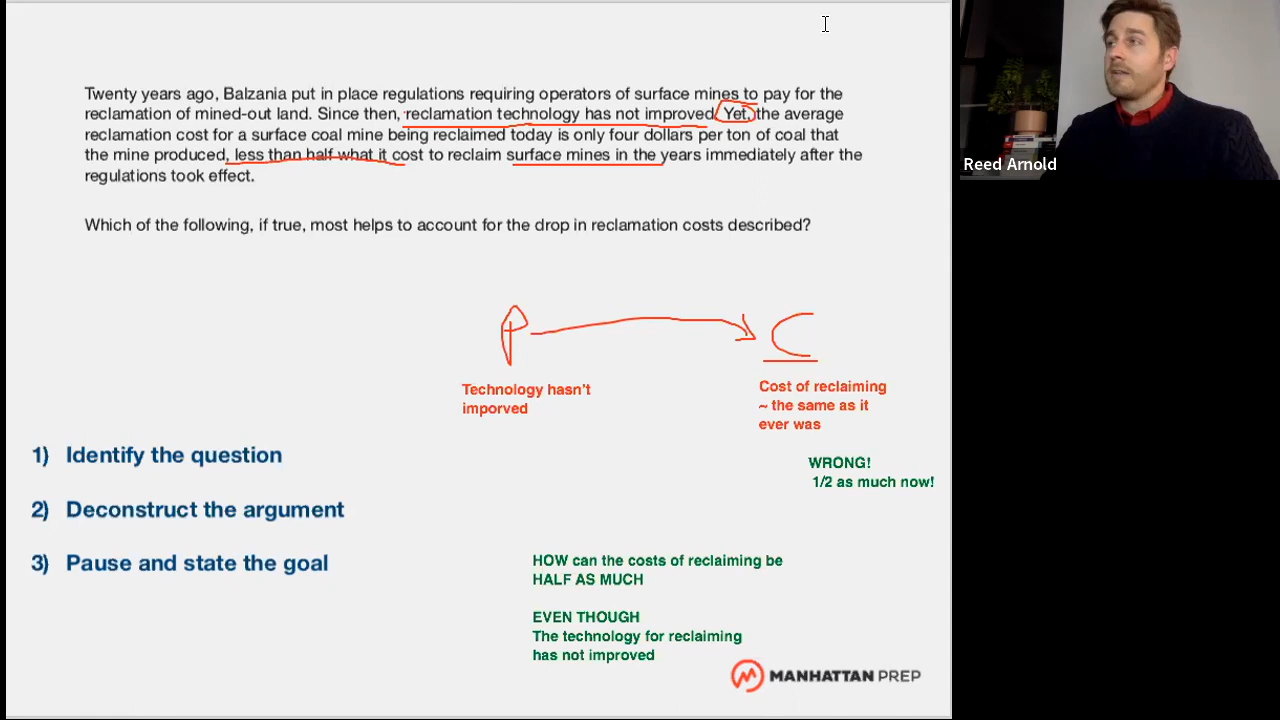 Twenty years ago, Balzania put in place regulations requiring operators of surface mines to pay for the
reclamation of mined-out land. Since then, reclamation technology has not improved. Yet, the average
reclamation cost for a surface coal mine being reclaimed today is only four dollars per ton of coal that
the mine produced, less than half what it cost to reclaim surface mines in the years immediately after the
regulations took effect.
Which of the following, if true, most helps to account for the drop in reclamation costs described?
P
C
Technology hasn't
imporved
Cost of reclaiming
~ the same as it
ever was
WRONG!
1/2 as much now!
1) Identify the question
2) Deconstruct the argument
3) Pause and state the goal
HOW can the costs of reclaiming be
HALF AS MUCH
EVEN THOUGH
The technology for reclaiming
has not improved
MANHATTAN PREP
Reed Arnold